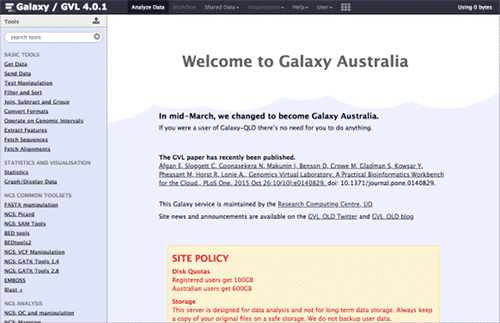 Galaxy / GVL 4.0.1
Analyze Data Workflow Shared Data Visualization Help User Using 0 bytes
Tools
search tools
BASIC TOOLS
Get Data
Send Data
Text Manipulation
Filter and Sort
Join, Subtract and Group
Convert Formats
Operate on Genomic Intervals
Extract Features
Fetch Sequences
Fetch Alignments
STATISTICS AND VISUALISATION
Statistics
Graph/Display Data
NGS COMMON TOOLSETS
FASTA manipulation
NGS: Picard
NGS: SAM Tools
BED tools
BEDtools2
NGS: VCF Manipulation
NGS: GATK Tools 1.4
NGS: GATK Tools 2.8
EMBOSS
Blast +
NGS ANALYSIS
NGS: QC and manipulation
NGS: Mapping
Welcome to Galaxy Australia
In mid-March, we changed to become Galaxy Australia.
If you were a user of Galaxy-QLD there's no need for you to do anything.
The GVL paper has recently been published.
Afgan E, Sloggett C, Goonasekera N, Makunin I, Benson D, Crowe M, Gladman S, Kowsar Y,
Pheasant M, Horst R, Lonie A., Genomics Virtual Laboratory: A Practical Bioinformatics Workbench
for the Cloud., PLoS One. 2015 Oct 26;10(10):e0140829. doi: 10.1371/journal.pone.0140829.
This Galaxy service is maintained by the Research Computing Centre, UQ
Site news and announcements are available on the GVL_QLD Twitter and GVL_QLD blog
SITE POLICY
Disk Quotas
Registered users get 100GB
Australian users get 600GB
Storage
This server is designed for data analysis and not for long term data storage. Always keep
a copy of your original files on a safe storage. We do not backup user data.